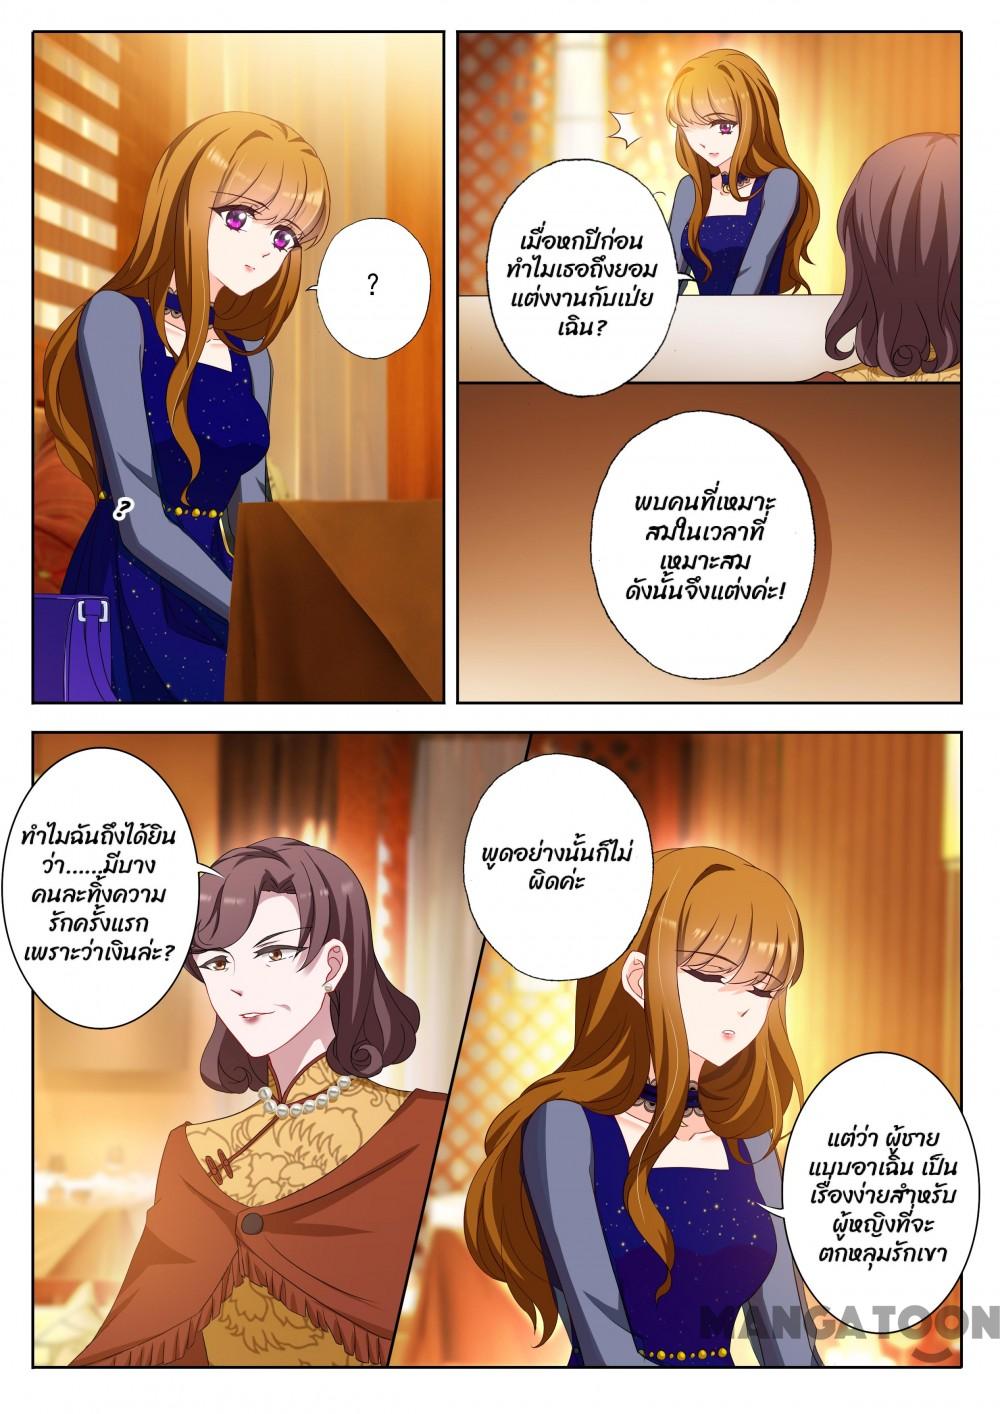 ?
?
เมื่อหกปีก่อน
ทำไมเธอถึงยอม
แต่งงานกับเป่ย
เฉิน?
พบคนที่เหมาะ
สมในเวลาที่
เหมาะสม
ดังนั้นจึงแต่งค่ะ!
ทำไมฉันถึงได้ยิน
ว่า......มีบาง
คนละทิ้งความ
รักครั้งแรก
เพราะว่าเงินล่ะ?
พูดอย่างนั้นก็ไม่
ผิดค่ะ
แต่ว่า ผู้ชาย
แบบอาเฉิน เป็น
เรื่องง่ายสำหรับ
ผู้หญิงที่จะ
ตกหลุมรักเขา
MANGATOON